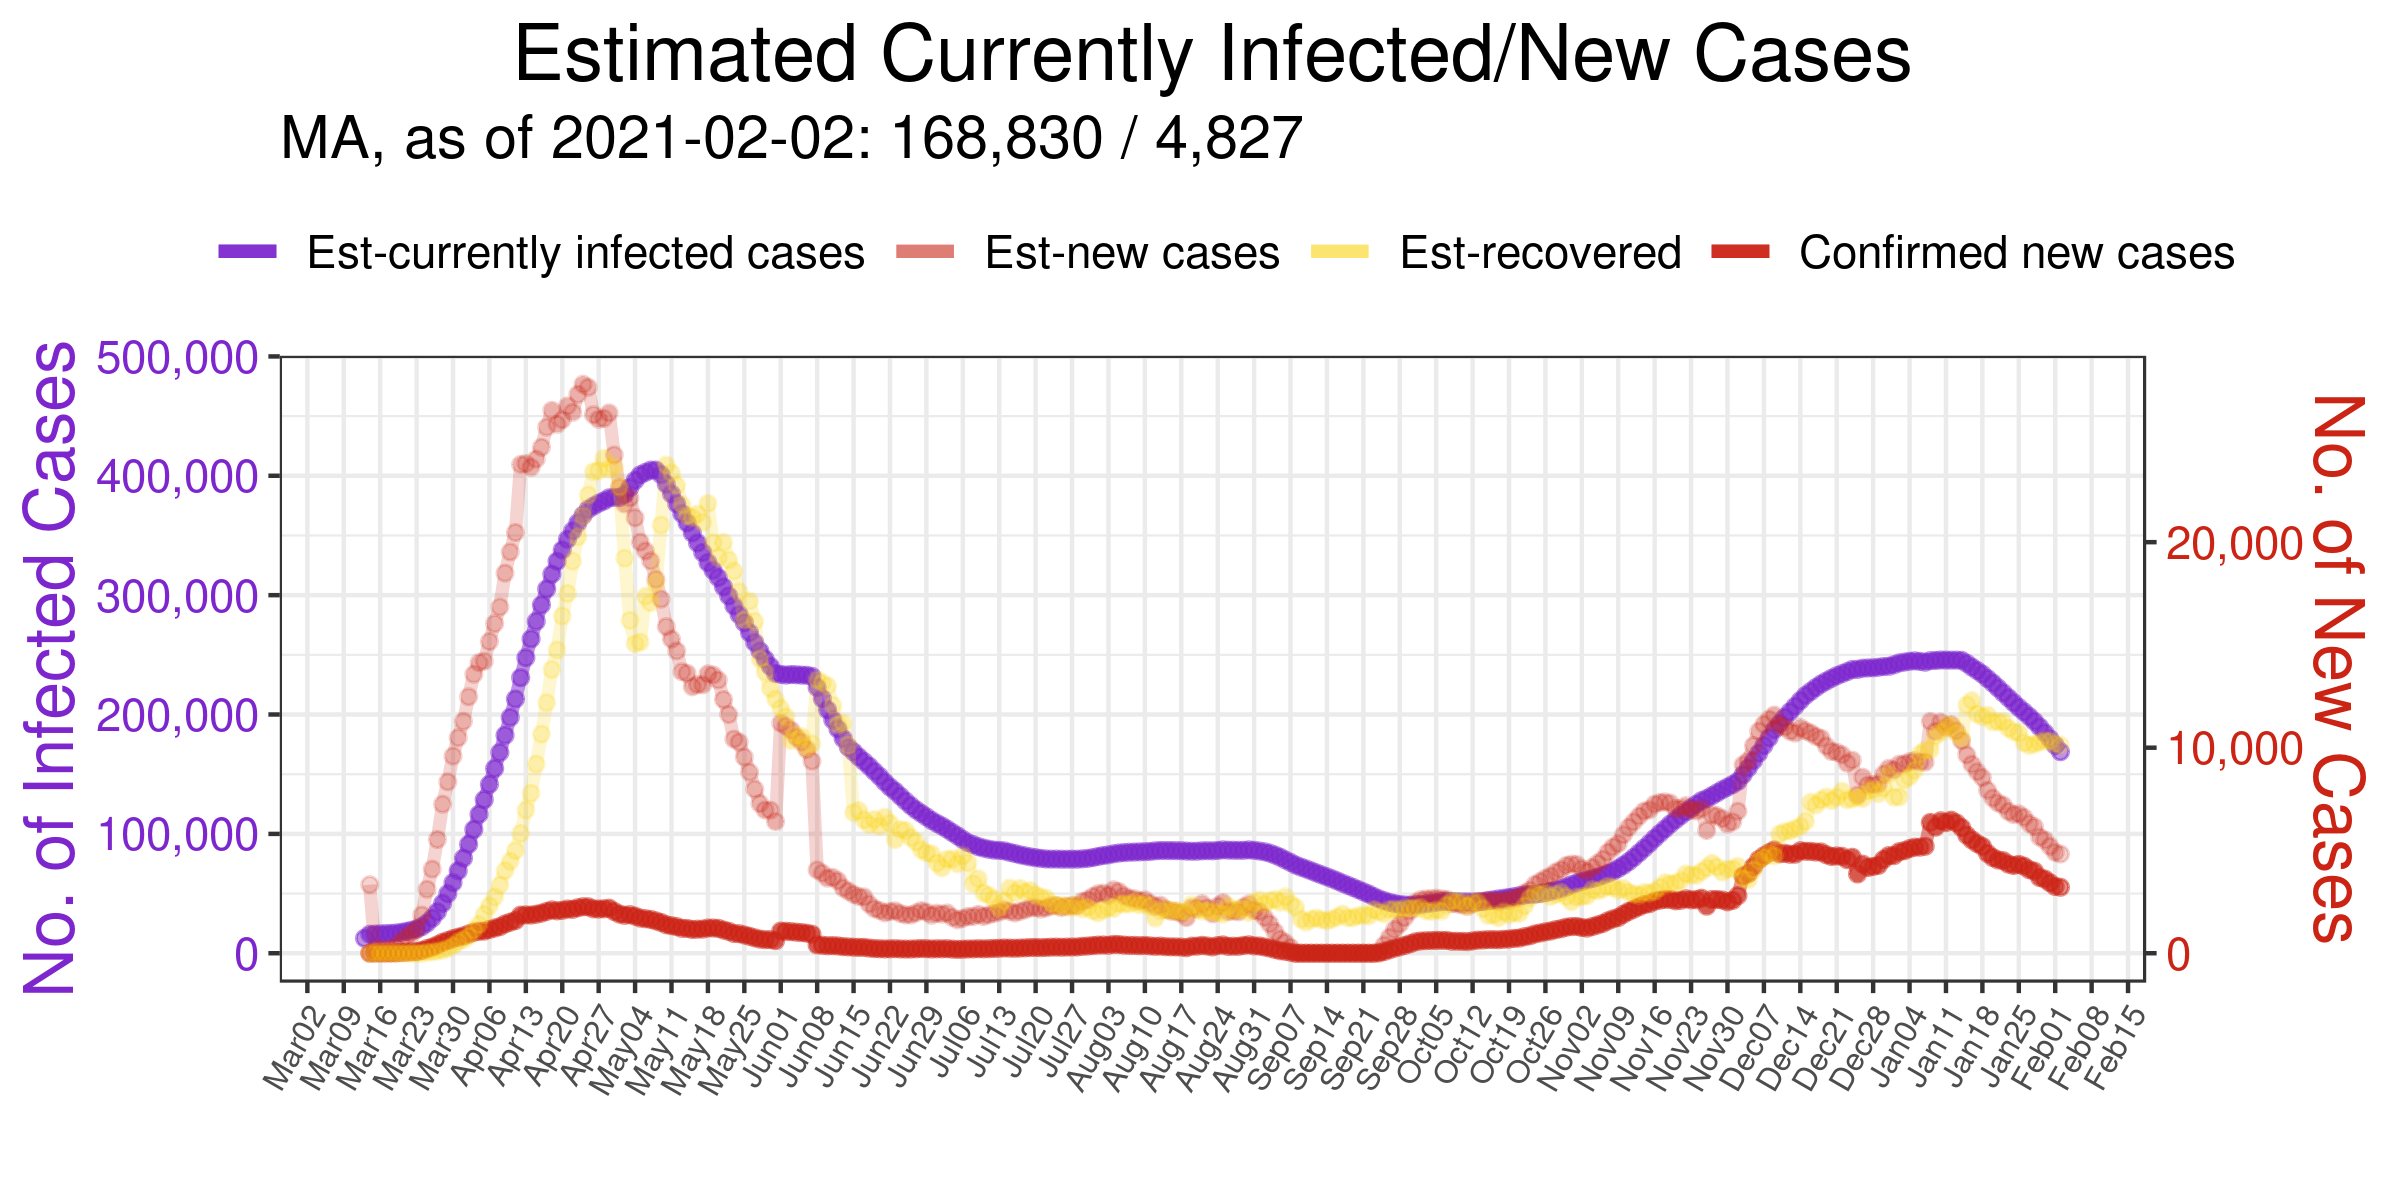 Estimated Currently Infected/New Cases
MA, as of 2021-02-02: 168,830 / 4,827
Est-currently infected cases
Est-new cases
Est-recovered
Confirmed new cases
No. of Infected Cases
500,000
400,000
300,000
200,000
100,000
0
No. of New Cases
20,000
10,000
0
Mar02
Mar09
Mar16
Mar23
Mar30
Apr06
Apr13
Apr20
Apr27
May04
May11
May18
May25
Jun01
Jun08
Jun15
Jun22
Jun29
Jul06
Jul13
Jul20
Jul27
Aug03
Aug10
Aug17
Aug24
Aug31
Sep07
Sep14
Sep21
Sep28
Oct05
Oct12
Oct19
Oct26
Nov02
Nov09
Nov16
Nov23
Nov30
Dec07
Dec14
Dec21
Dec28
Jan04
Jan11
Jan18
Jan25
Feb01
Feb08
Feb15